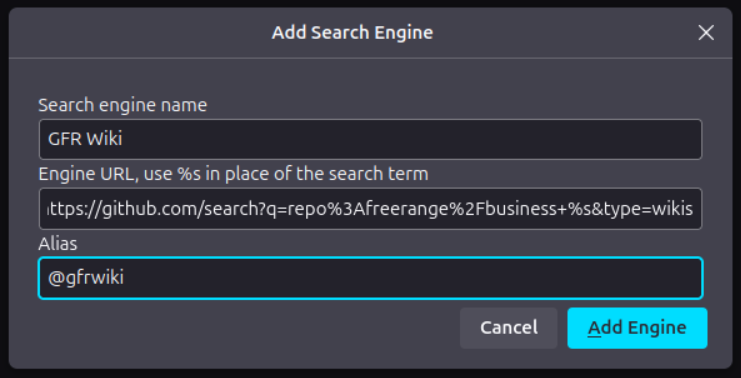 Add Search Engine
Search engine name
GFR Wiki
Engine URL, use %s in place of the search term
ttps://github.com/search?q=repo%3Afreerange%2Fbusiness+%s&type=wikis
Alias
@gfrwiki
Cancel
Add Engine